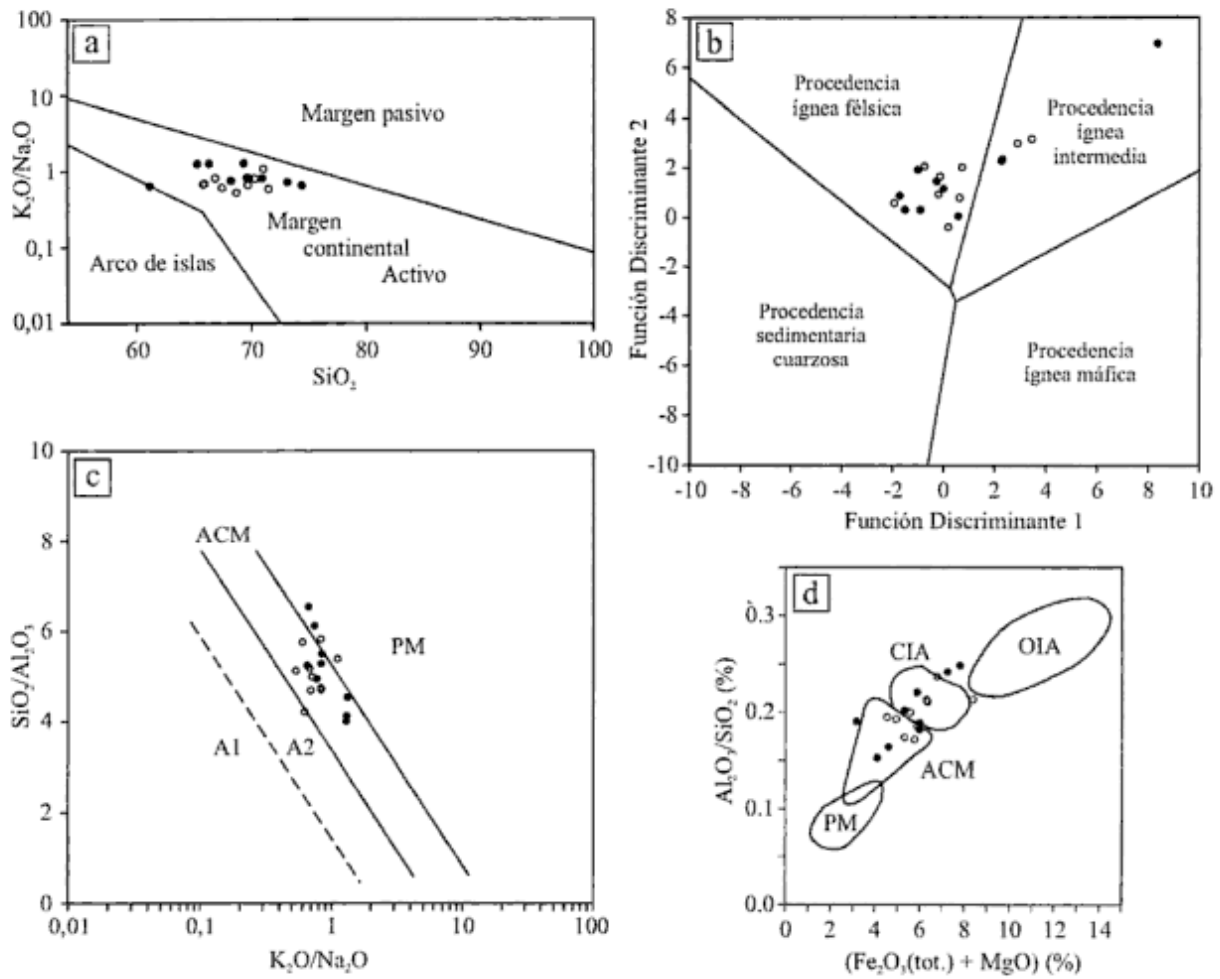 a
100
10
1
0,1
0,01
K₂O/Na₂O
Margen pasivo
Margen
continental
Activo
Arco de islas
60
70
80
90
100
SiO₂
b
8
6
4
2
0
-2
-4
-6
-8
-10
Función Discriminante 2
Procedencia
ígnea félsica
Procedencia
ígnea
intermedia
Procedencia
sedimentaria
cuarzosa
Procedencia
ígnea máfica
-10 -8 -6 -4 -2 0 2 4 6 8 10
Función Discriminante 1
c
10
8
6
4
2
0
SiO₂/Al₂O₃
ACM
PM
A1
A2
0,01
0,1
1
10
100
K₂O/Na₂O
d
0.3
0.2
0.1
0
Al₂O₃/SiO₂ (%)
CIA
OIA
ACM
PM
0 2 4 6 8 10 12 14
(Fe₂O₃(tot.) + MgO) (%)